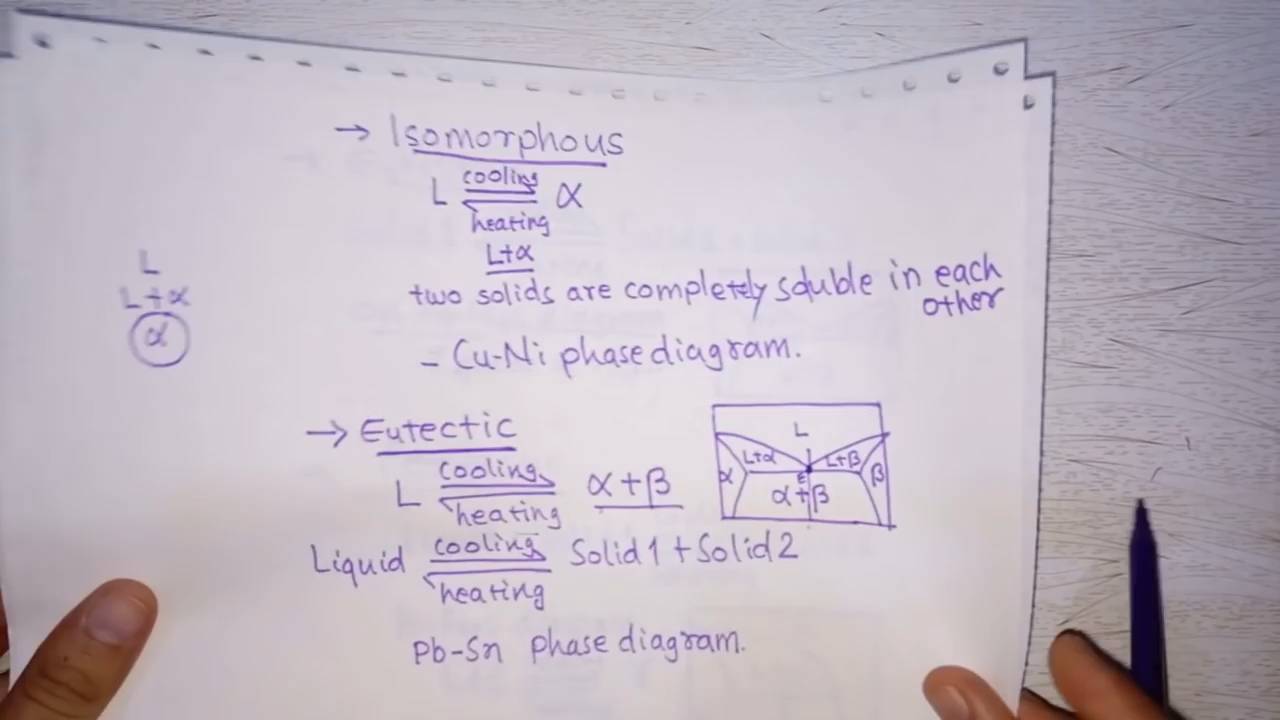 → Isomorphous
L cooling ⇌ heating α
L+α
two solids are completely soluble in each
other
- Cu-Ni phase diagram.
L
L+α
α
→ Eutectic
L cooling ⇌ heating α+β
Liquid cooling ⇌ heating Solid 1 + Solid 2
Pb-Sn phase diagram.
L
L+α
L+β
α
E
β
α+β